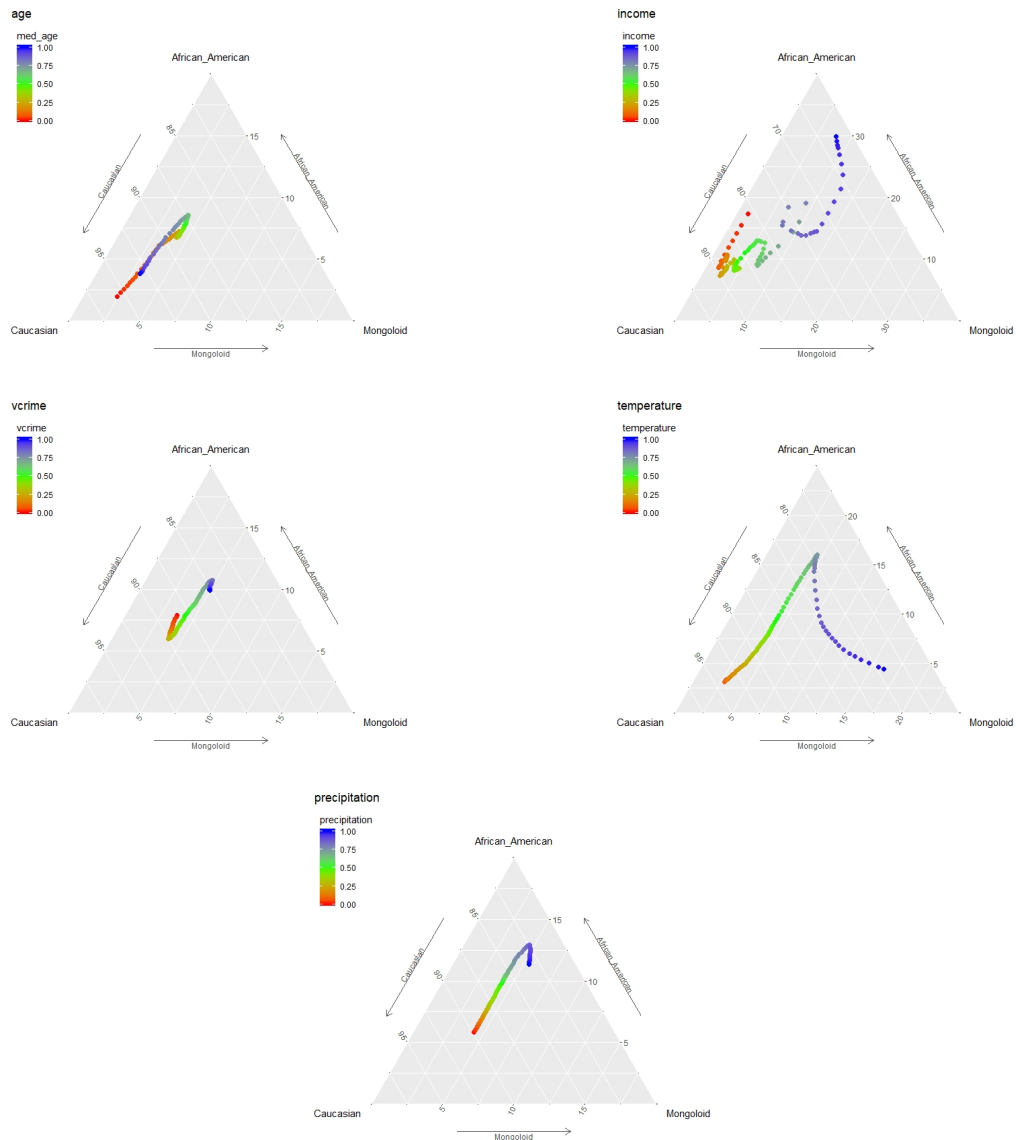 age
med_age
1.00
0.75
0.50
0.25
0.00
African_American
85
15
Caucasian
African_American
90
10
95
5
Caucasian
5
10
15
Mongoloid
Mongoloid
income
income
1.00
0.75
0.50
0.25
0.00
African_American
70
30
Caucasian
African_American
80
20
90
10
Caucasian
10
20
30
Mongoloid
Mongoloid
vcrime
vcrime
1.00
0.75
0.50
0.25
0.00
African_American
85
15
Caucasian
African_American
90
10
95
5
Caucasian
5
10
15
Mongoloid
Mongoloid
temperature
temperature
1.00
0.75
0.50
0.25
0.00
African_American
80
20
Caucasian
African_American
85
15
90
10
95
5
Caucasian
5
10
15
20
Mongoloid
Mongoloid
precipitation
precipitation
1.00
0.75
0.50
0.25
0.00
African_American
85
15
Caucasian
African_American
90
10
95
5
Caucasian
5
10
15
Mongoloid
Mongoloid